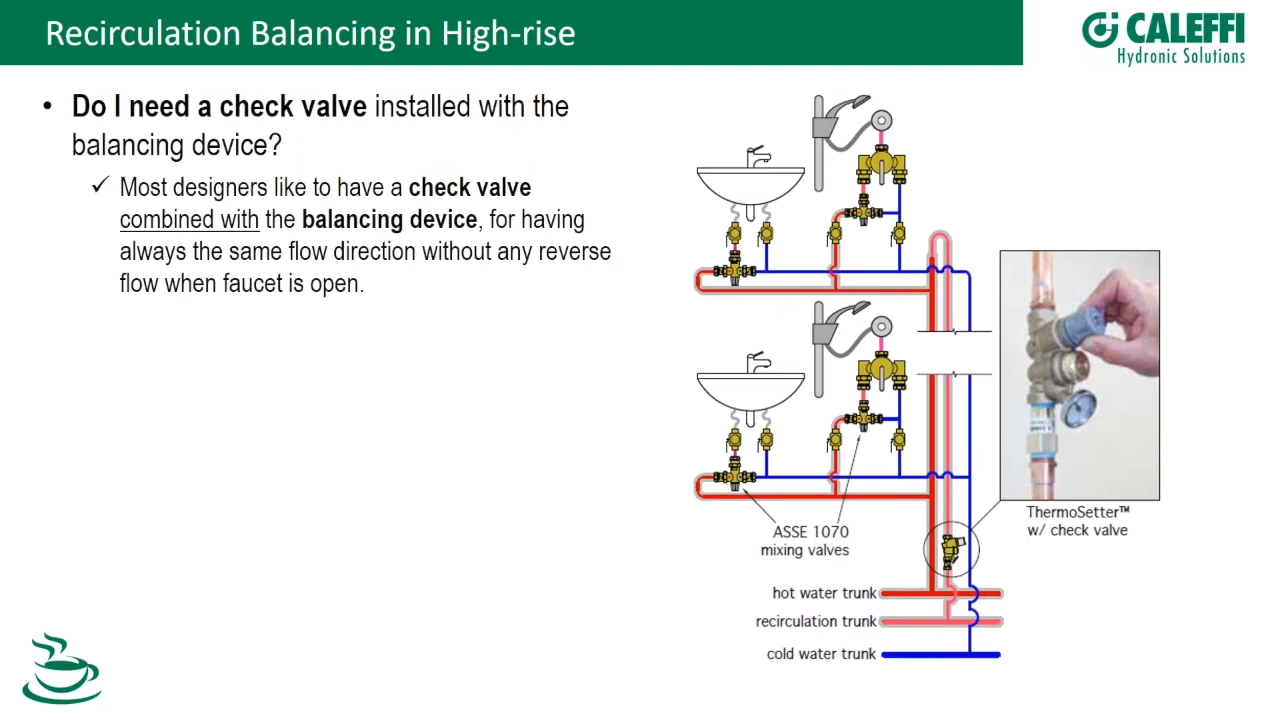 Recirculation Balancing in High-rise
CALEFFI
Hydronic Solutions
• Do I need a check valve installed with the
balancing device?
✓ Most designers like to have a check valve
combined with the balancing device, for having
always the same flow direction without any reverse
flow when faucet is open.
ASSE 1070
mixing valves
ThermoSetter™
w/ check valve
hot water trunk
recirculation trunk
cold water trunk